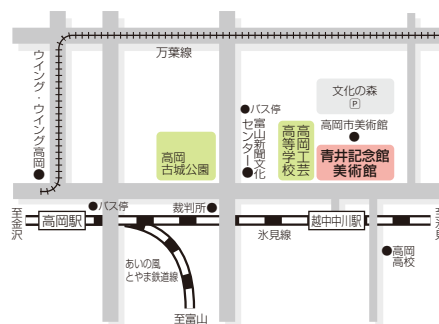 万葉線
ウイング・ウイング高岡
文化の森
P
高岡市美術館
バス停
富山新聞文化
センター
高岡工芸
高等学校
青井記念館
美術館
高岡
古城公園
バス停
裁判所
至金沢
高岡駅
氷見線
越中中川駅
至氷見
あいの風
とやま鉄道線
高岡
高校
至富山